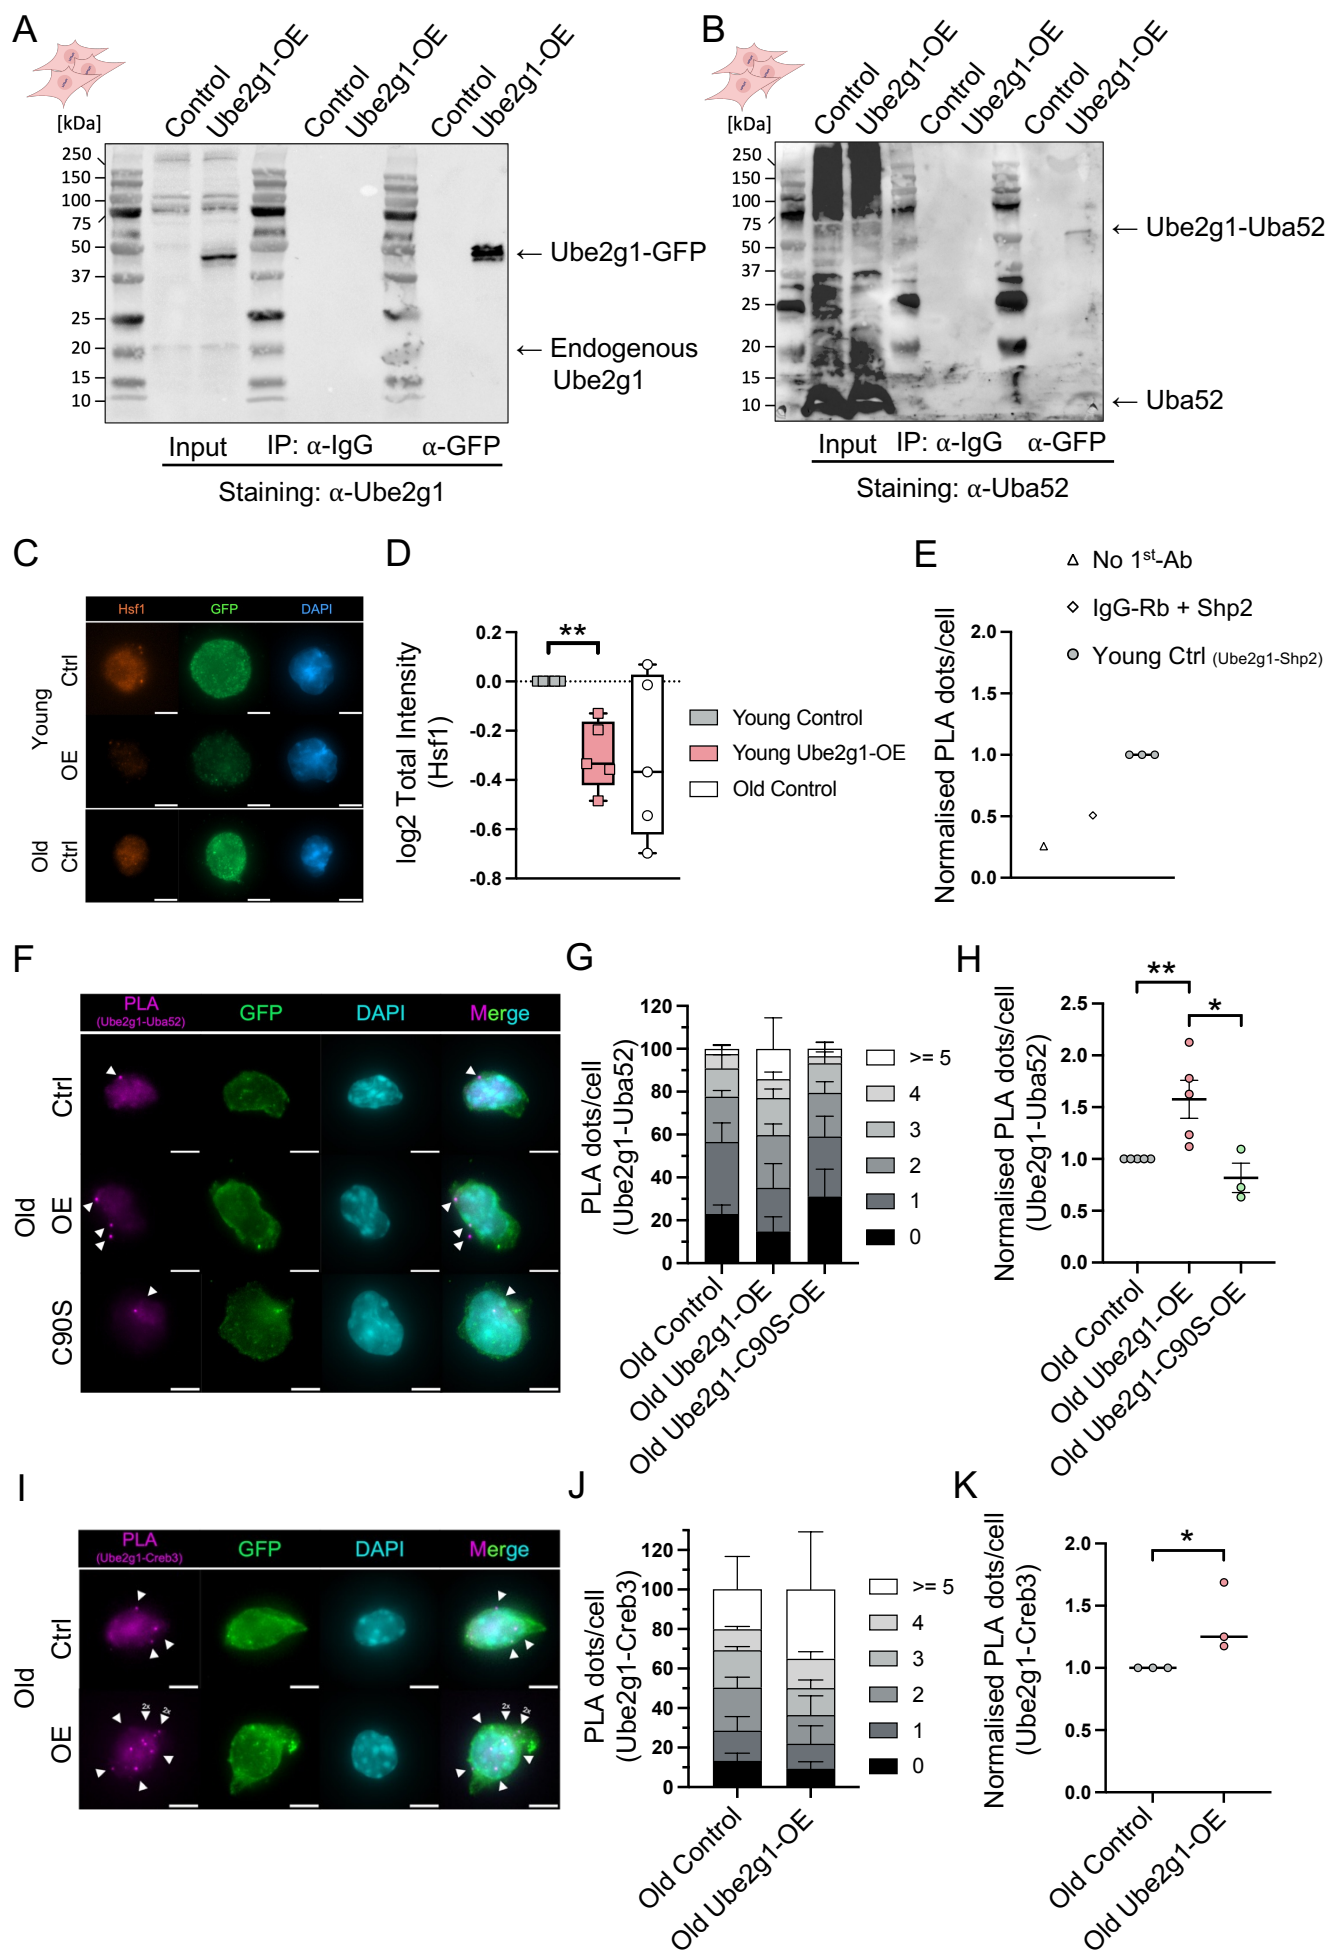 A
Control
Ube2g1-OE
Control
Ube2g1-OE
Control
Ube2g1-OE
[kDa]
250
150
100
75
50
37
25
20
15
10
← Ube2g1-GFP
← Endogenous
Ube2g1
Input
IP: α-IgG
α-GFP
Staining: α-Ube2g1
B
Control
Ube2g1-OE
Control
Ube2g1-OE
Control
Ube2g1-OE
[kDa]
250
150
100
75
50
37
25
20
15
10
← Ube2g1-Uba52
← Uba52
Input
IP: α-IgG
α-GFP
Staining: α-Uba52
C
Hsf1
GFP
DAPI
Young
Ctrl
OE
Old
Ctrl
D
log2 Total Intensity
(Hsf1)
0.2
0.0
-0.2
-0.4
-0.6
-0.8
**
Young Control
Young Ube2g1-OE
Old Control
E
No 1st-Ab
IgG-Rb + Shp2
Young Ctrl (Ube2g1-Shp2)
Normalised PLA dots/cell
2.0
1.5
1.0
0.5
0.0
F
PLA
(Ube2g1-Uba52)
GFP
DAPI
Merge
Old
Ctrl
OE
C90S
G
PLA dots/cell
(Ube2g1-Uba52)
120
100
80
60
40
20
0
>= 5
4
3
2
1
0
Old Control
Old Ube2g1-OE
Old Ube2g1-C90S-OE
H
Normalised PLA dots/cell
(Ube2g1-Uba52)
2.5
2.0
1.5
1.0
0.5
0.0
**
*
Old Control
Old Ube2g1-OE
Old Ube2g1-C90S-OE
I
PLA
(Ube2g1-Creb3)
GFP
DAPI
Merge
Old
Ctrl
OE
2x
2x
2x
2x
J
PLA dots/cell
(Ube2g1-Creb3)
120
100
80
60
40
20
0
>= 5
4
3
2
1
0
Old Control
Old Ube2g1-OE
K
Normalised PLA dots/cell
(Ube2g1-Creb3)
2.0
1.5
1.0
0.5
0.0
*
Old Control
Old Ube2g1-OE